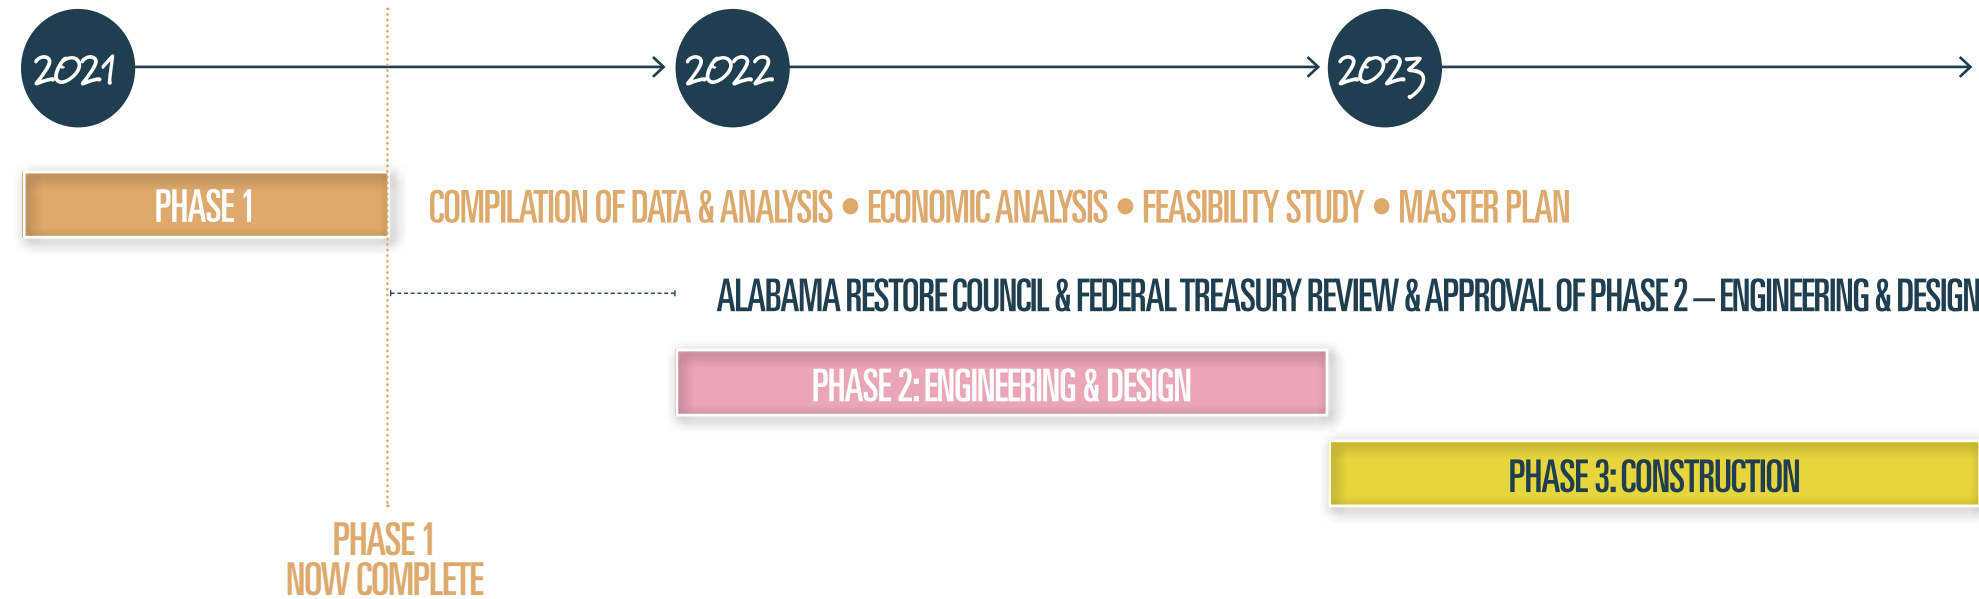 2021 2022 2023
PHASE 1
COMPILATION OF DATA & ANALYSIS • ECONOMIC ANALYSIS • FEASIBILITY STUDY • MASTER PLAN
ALABAMA RESTORE COUNCIL & FEDERAL TREASURY REVIEW & APPROVAL OF PHASE 2 – ENGINEERING & DESIGN
PHASE 2: ENGINEERING & DESIGN
PHASE 3: CONSTRUCTION
PHASE 1
NOW COMPLETE